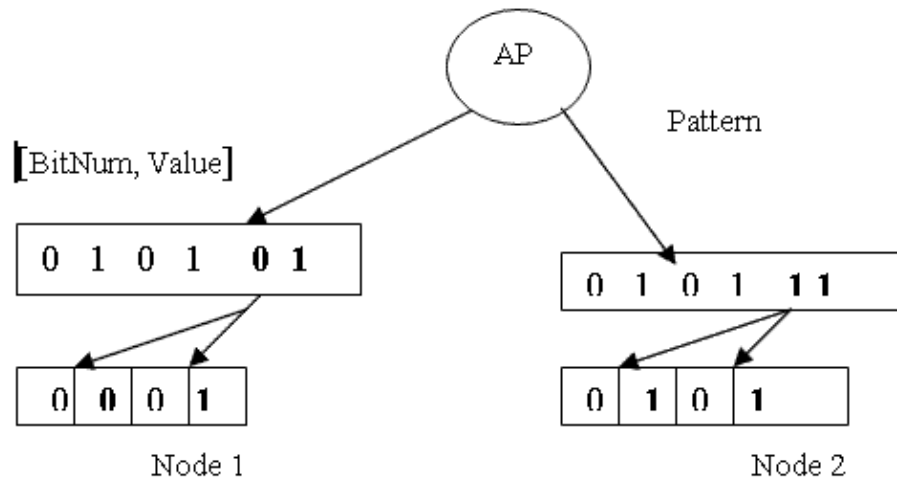 AP
Pattern
[BitNum, Value]
0 1 0 1 0 1
0 1 0 1 1 1
0 0 0 1
0 1 0 1
Node 1
Node 2